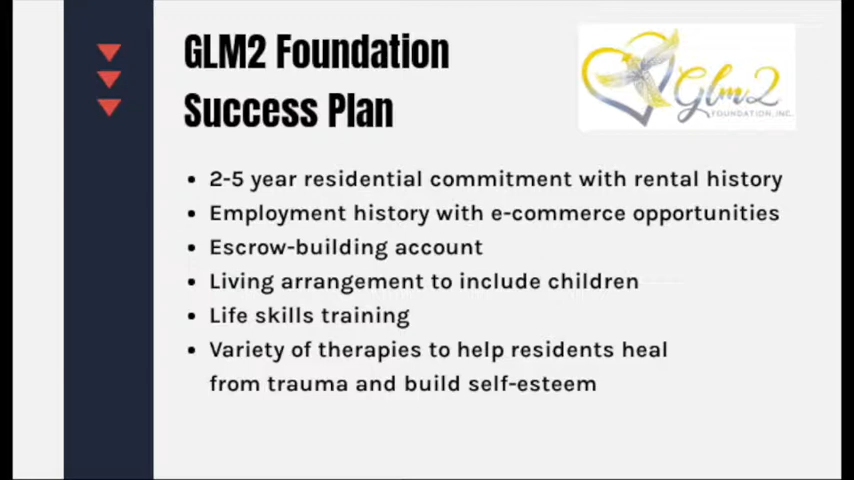 GLM2 Foundation
Success Plan
Glm2
FOUNDATION, INC.
• 2-5 year residential commitment with rental history
• Employment history with e-commerce opportunities
• Escrow-building account
• Living arrangement to include children
• Life skills training
• Variety of therapies to help residents heal
from trauma and build self-esteem